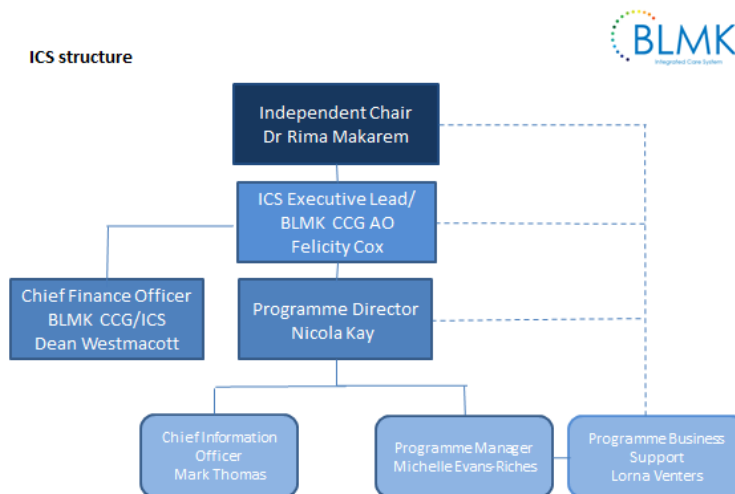 BLMK
Integrated Care System
ICS structure
Independent Chair
Dr Rima Makarem
ICS Executive Lead/
BLMK CCG AO
Felicity Cox
Chief Finance Officer
BLMK CCG/ICS
Dean Westmacott
Programme Director
Nicola Kay
Chief Information
Officer
Mark Thomas
Programme Manager
Michelle Evans-Riches
Programme Business
Support
Lorna Venters